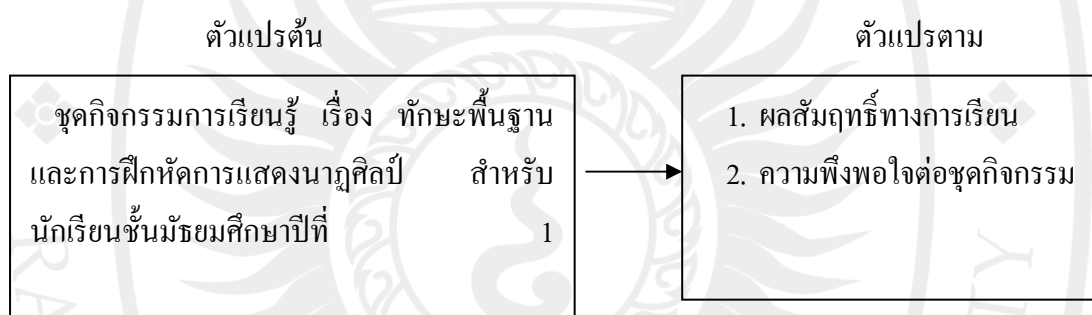 ตัวแปรต้น
ตัวแปรตาม
ชุดกิจกรรมการเรียนรู้ เรื่อง ทักษะพื้นฐาน
และการฝึกหัดการแสดงนาฏศิลป์ สำหรับ
นักเรียนชั้นมัธยมศึกษาปีที่ 1
1. ผลสัมฤทธิ์ทางการเรียน
2. ความพึงพอใจต่อชุดกิจกรรม